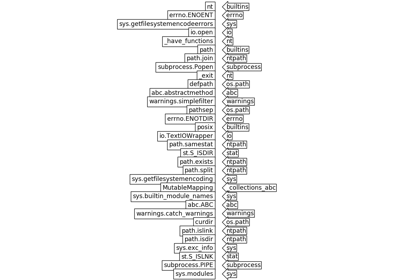 nt builtins
errno.ENOENT errno
sys.getfilesystemencodeerrors sys
io.open io
_have_functions nt
path builtins
path.join ntpath
subprocess.Popen subprocess
_exit nt
defpath os.path
abc.abstractmethod abc
warnings.simplefilter warnings
pathsep os.path
errno.ENOTDIR errno
posix builtins
io.TextIOWrapper io
path.samestat ntpath
st.S_ISDIR stat
path.exists ntpath
path.split ntpath
sys.getfilesystemencoding sys
MutableMapping _collections_abc
sys.builtin_module_names sys
abc.ABC abc
warnings.catch_warnings warnings
curdir os.path
path.islink ntpath
path.isdir ntpath
sys.exc_info sys
st.S_ISLNK stat
subprocess.PIPE subprocess
sys.modules sys